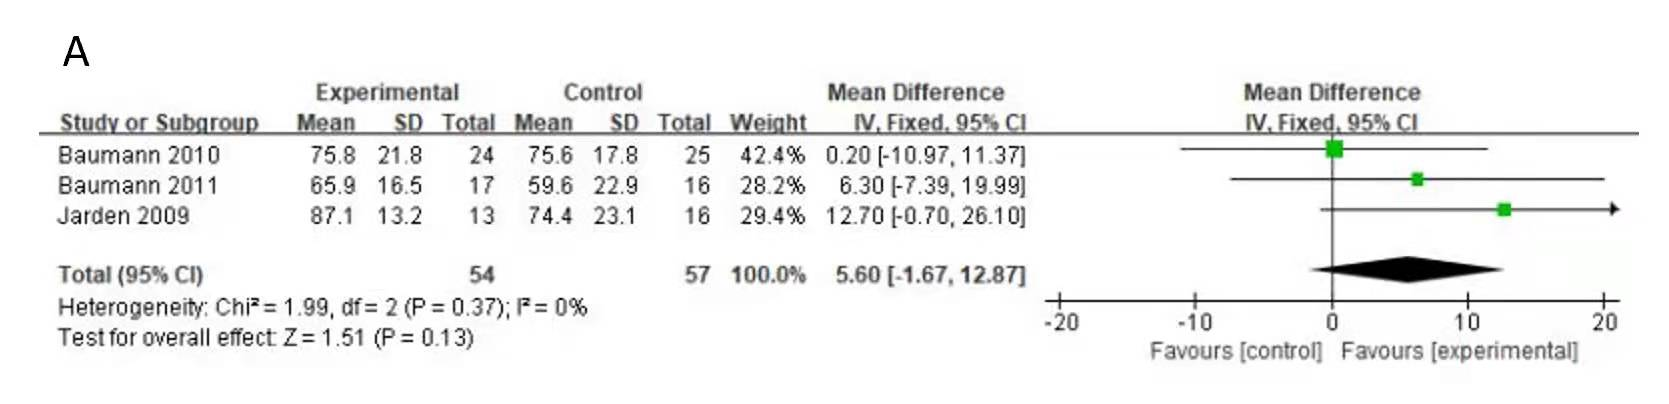 A
Experimental Control Mean Difference Mean Difference
Study or Subgroup Mean SD Total Mean SD Total Weight IV, Fixed, 95% CI IV, Fixed, 95% CI
Baumann 2010 75.8 21.8 24 75.6 17.8 25 42.4% 0.20 [-10.97, 11.37]
Baumann 2011 65.9 16.5 17 59.6 22.9 16 28.2% 6.30 [-7.39, 19.99]
Jarden 2009 87.1 13.2 13 74.4 23.1 16 29.4% 12.70 [-0.70, 26.10]
Total (95% CI) 54 57 100.0% 5.60 [-1.67, 12.87]
Heterogeneity: Chi² = 1.99, df = 2 (P = 0.37); I² = 0%
Test for overall effect: Z = 1.51 (P = 0.13)
-20 -10 0 10 20
Favours [control] Favours [experimental]